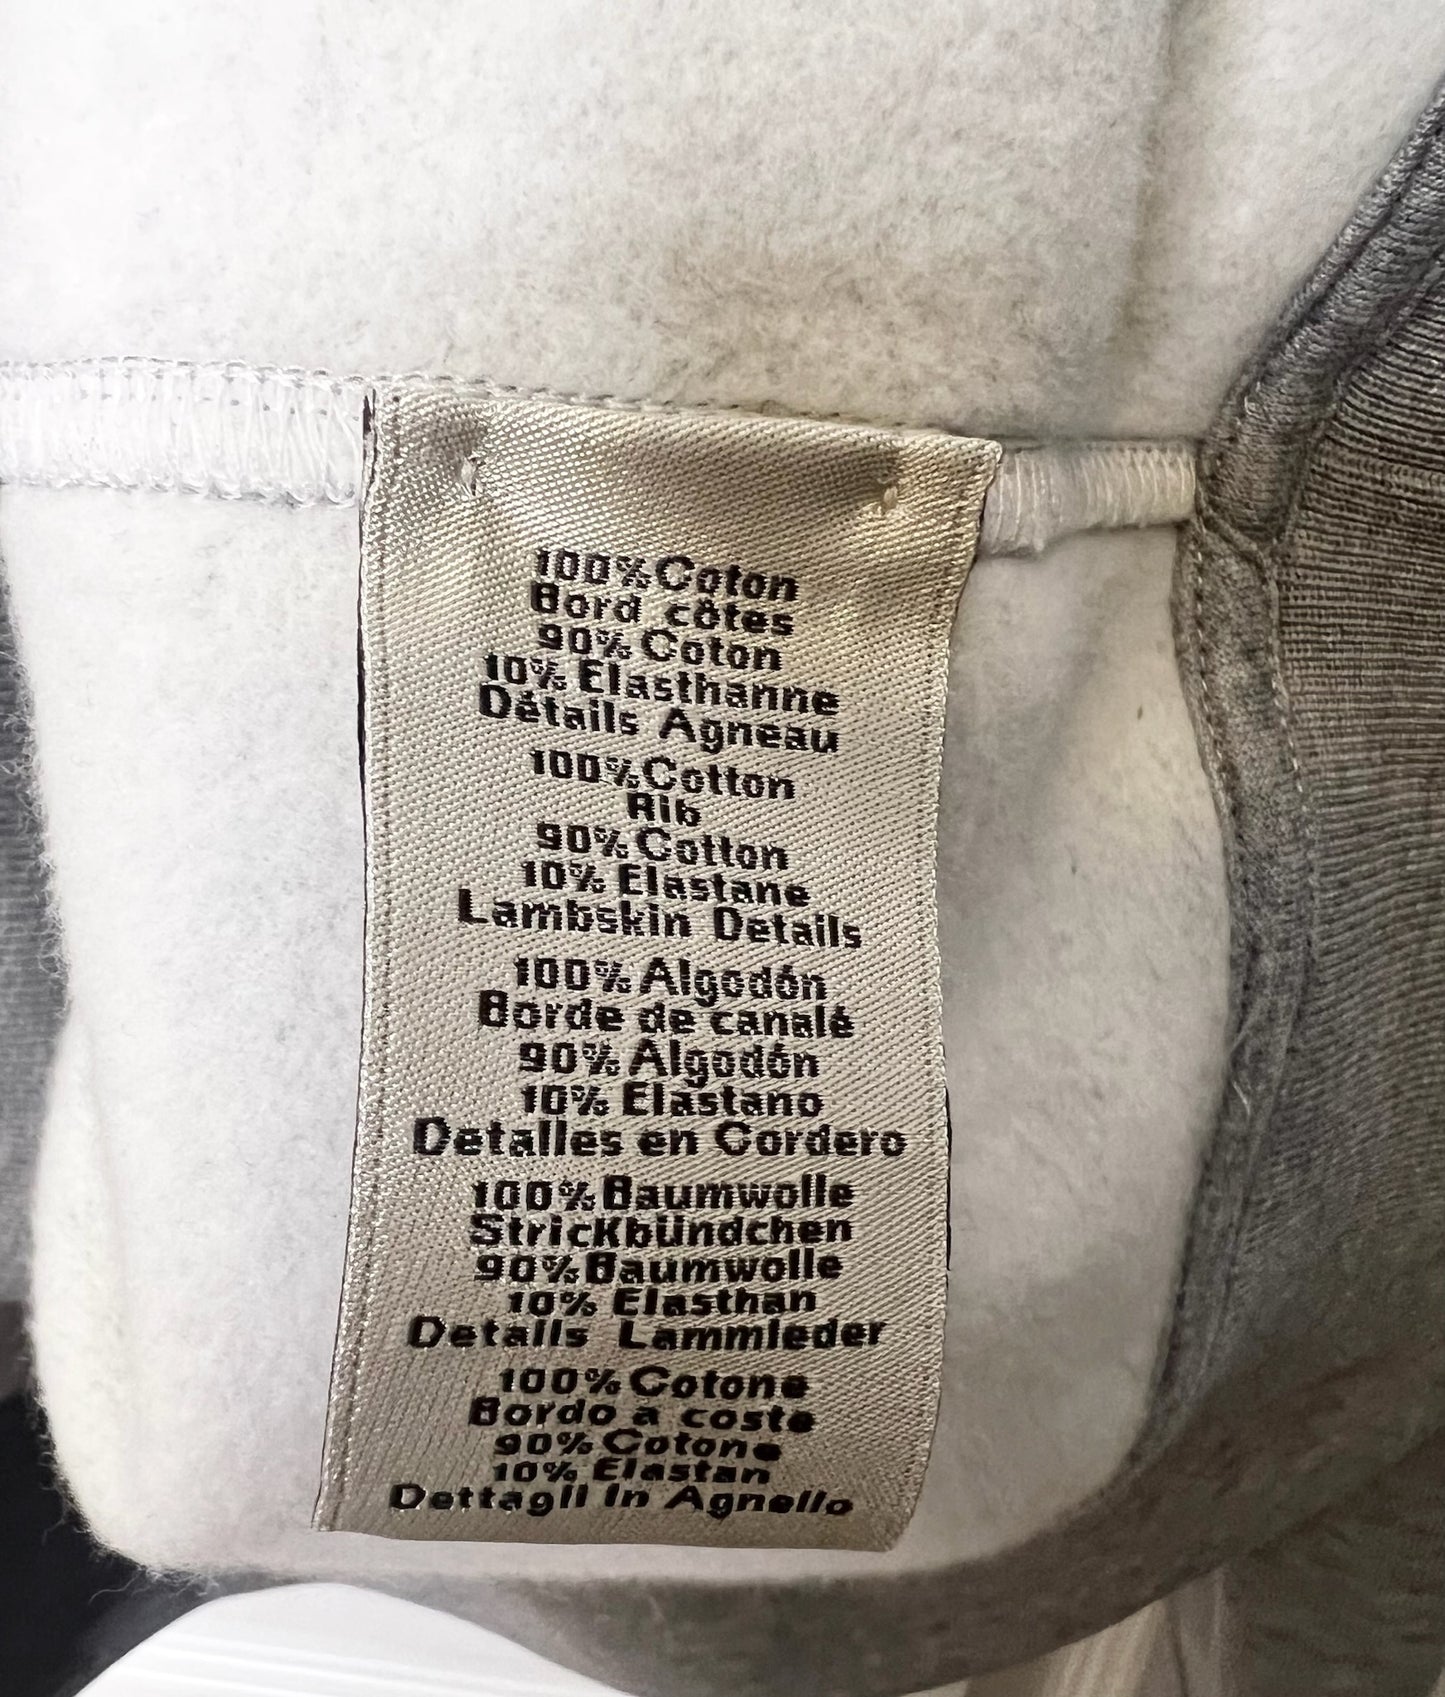 100% Coton
Bord côtes
90% Coton
10% Elasthanne
Détails Agneau
100% Cotton
Rib
90% Cotton
10% Elastane
Lambskin Details
100% Algodón
Borde de canalé
90% Algodón
10% Elastano
Detalles en Cordero
100% Baumwolle
Strickbündchen
90% Baumwolle
10% Elasthan
Details Lammleder
100% Cotone
Bordo a coste
90% Cotone
10% Elastan
Dettagli In Agnello